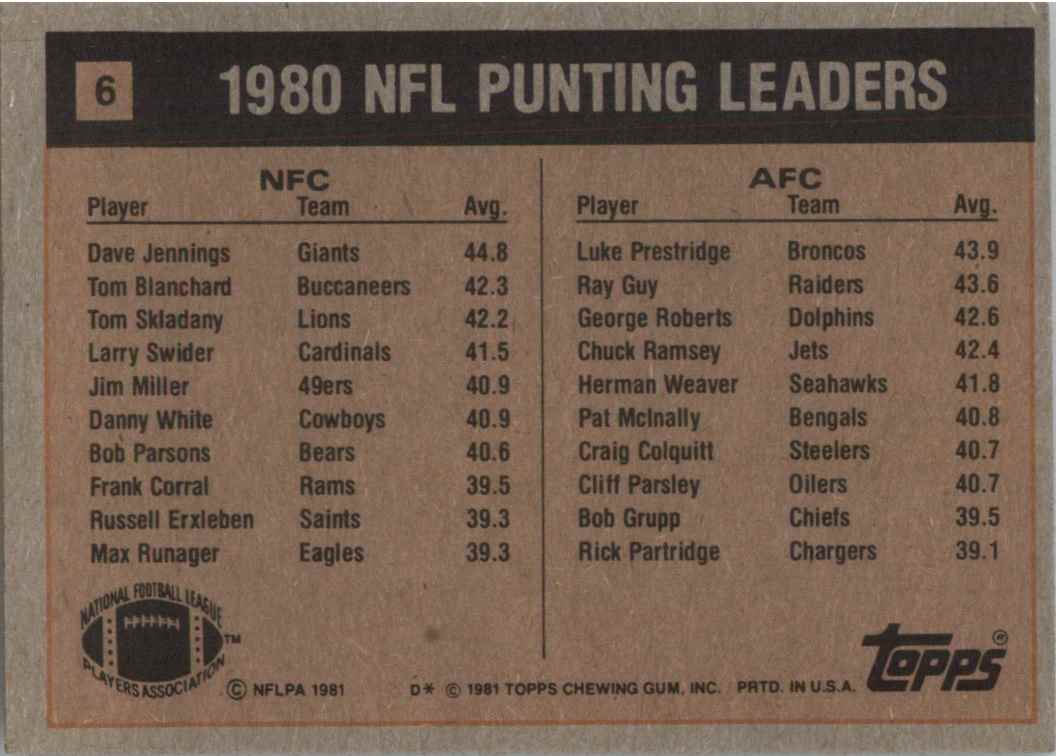 6
1980 NFL PUNTING LEADERS
NFC
Player Team Avg.
Dave Jennings Giants 44.8
Tom Blanchard Buccaneers 42.3
Tom Skladany Lions 42.2
Larry Swider Cardinals 41.5
Jim Miller 49ers 40.9
Danny White Cowboys 40.9
Bob Parsons Bears 40.6
Frank Corral Rams 39.5
Russell Erxleben Saints 39.3
Max Runager Eagles 39.3
AFC
Player Team Avg.
Luke Prestridge Broncos 43.9
Ray Guy Raiders 43.6
George Roberts Dolphins 42.6
Chuck Ramsey Jets 42.4
Herman Weaver Seahawks 41.8
Pat McInally Bengals 40.8
Craig Colquitt Steelers 40.7
Cliff Parsley Oilers 40.7
Bob Grupp Chiefs 39.5
Rick Partridge Chargers 39.1
NATIONAL FOOTBALL LEAGUE
PLAYERS ASSOCIATION
™
© NFLPA 1981
D* © 1981 TOPPS CHEWING GUM, INC. PRTD. IN U.S.A.
topps®